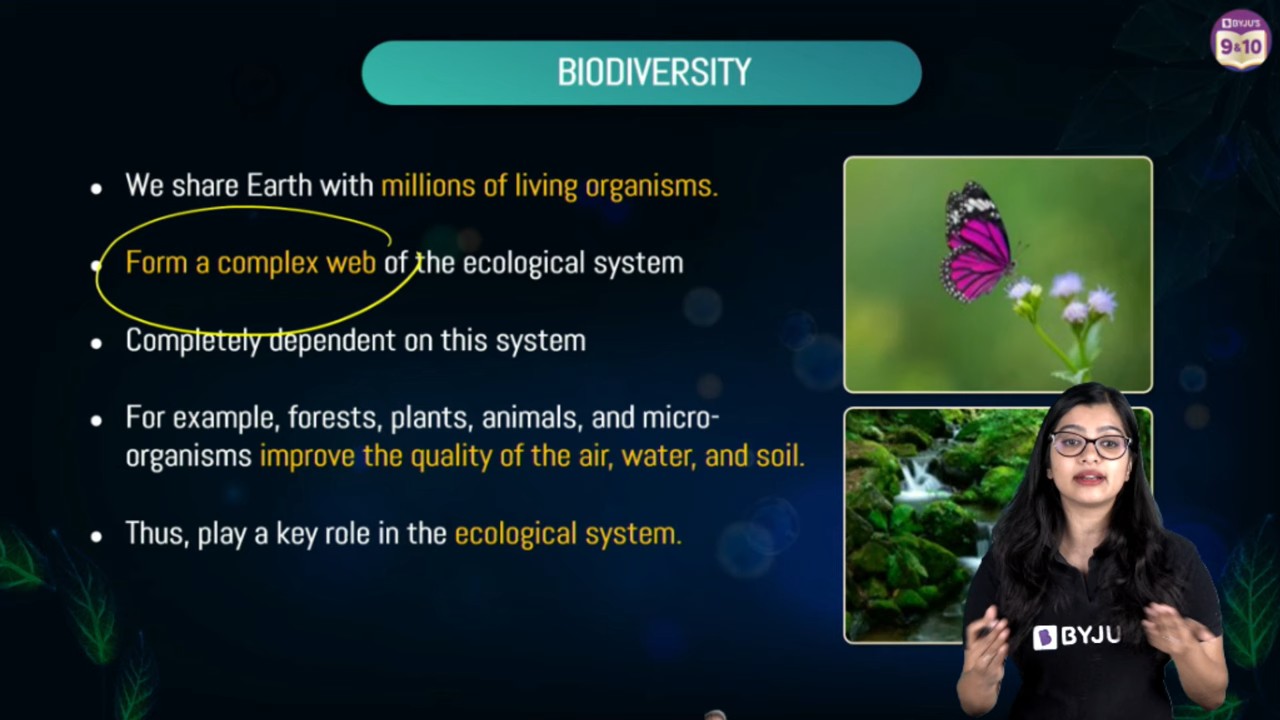 BYJU'S
9&10
BIODIVERSITY
• We share Earth with millions of living organisms.
• Form a complex web of the ecological system
• Completely dependent on this system
• For example, forests, plants, animals, and micro-
organisms improve the quality of the air, water, and soil.
• Thus, play a key role in the ecological system.
BYJU